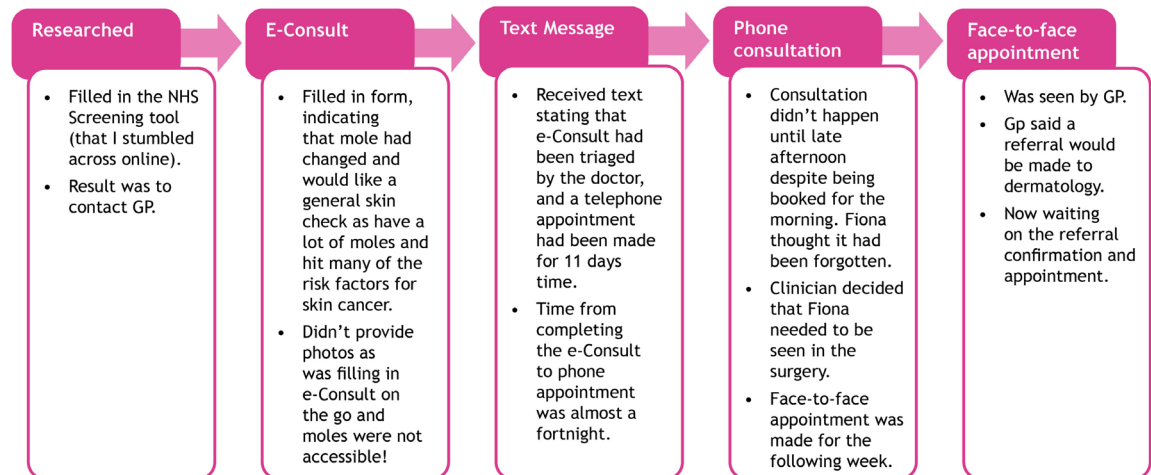 Researched
• Filled in the NHS
Screening tool
(that I stumbled
across online).
• Result was to
contact GP.
E-Consult
• Filled in form,
indicating
that mole had
changed and
would like a
general skin
check as have a
lot of moles and
hit many of the
risk factors for
skin cancer.
• Didn’t provide
photos as
was filling in
e-Consult on
the go and
moles were not
accessible!
Text Message
• Received text
stating that
e-Consult had
been triaged
by the doctor,
and a telephone
appointment
had been made
for 11 days
time.
• Time from
completing
the e-Consult
to phone
appointment
was almost a
fortnight.
Phone
consultation
• Consultation
didn’t happen
until late
afternoon
despite being
booked for the
morning. Fiona
thought it had
been forgotten.
• Clinician decided
that Fiona
needed to be
seen in the
surgery.
• Face-to-face
appointment was
made for the
following week.
Face-to-face
appointment
• Was seen by GP.
• Gp said a
referral would
be made to
dermatology.
• Now waiting
on the referral
confirmation and
appointment.